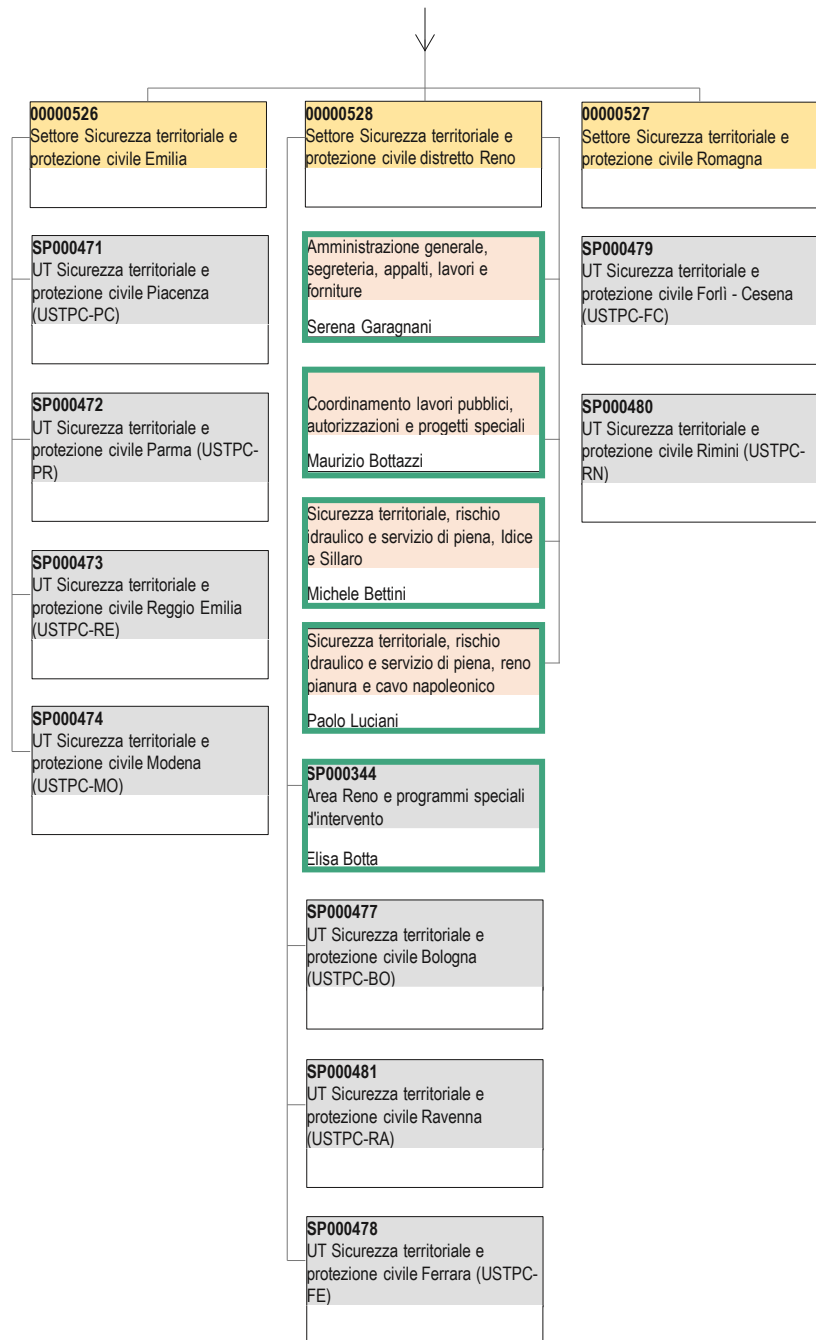 00000526
Settore Sicurezza territoriale e
protezione civile Emilia
SP000471
UT Sicurezza territoriale e
protezione civile Piacenza
(USTPC-PC)
SP000472
UT Sicurezza territoriale e
protezione civile Parma (USTPC-
PR)
SP000473
UT Sicurezza territoriale e
protezione civile Reggio Emilia
(USTPC-RE)
SP000474
UT Sicurezza territoriale e
protezione civile Modena
(USTPC-MO)
00000528
Settore Sicurezza territoriale e
protezione civile distretto Reno
Amministrazione generale,
segreteria, appalti, lavori e
forniture
Serena Garagnani
Coordinamento lavori pubblici,
autorizzazioni e progetti speciali
Maurizio Bottazzi
Sicurezza territoriale, rischio
idraulico e servizio di piena, Idice
e Sillaro
Michele Bettini
Sicurezza territoriale, rischio
idraulico e servizio di piena, reno
pianura e cavo napoleonico
Paolo Luciani
SP000344
Area Reno e programmi speciali
d'intervento
Elisa Botta
SP000477
UT Sicurezza territoriale e
protezione civile Bologna
(USTPC-BO)
SP000481
UT Sicurezza territoriale e
protezione civile Ravenna
(USTPC-RA)
SP000478
UT Sicurezza territoriale e
protezione civile Ferrara (USTPC-
FE)
00000527
Settore Sicurezza territoriale e
protezione civile Romagna
SP000479
UT Sicurezza territoriale e
protezione civile Forlì - Cesena
(USTPC-FC)
SP000480
UT Sicurezza territoriale e
protezione civile Rimini (USTPC-
RN)